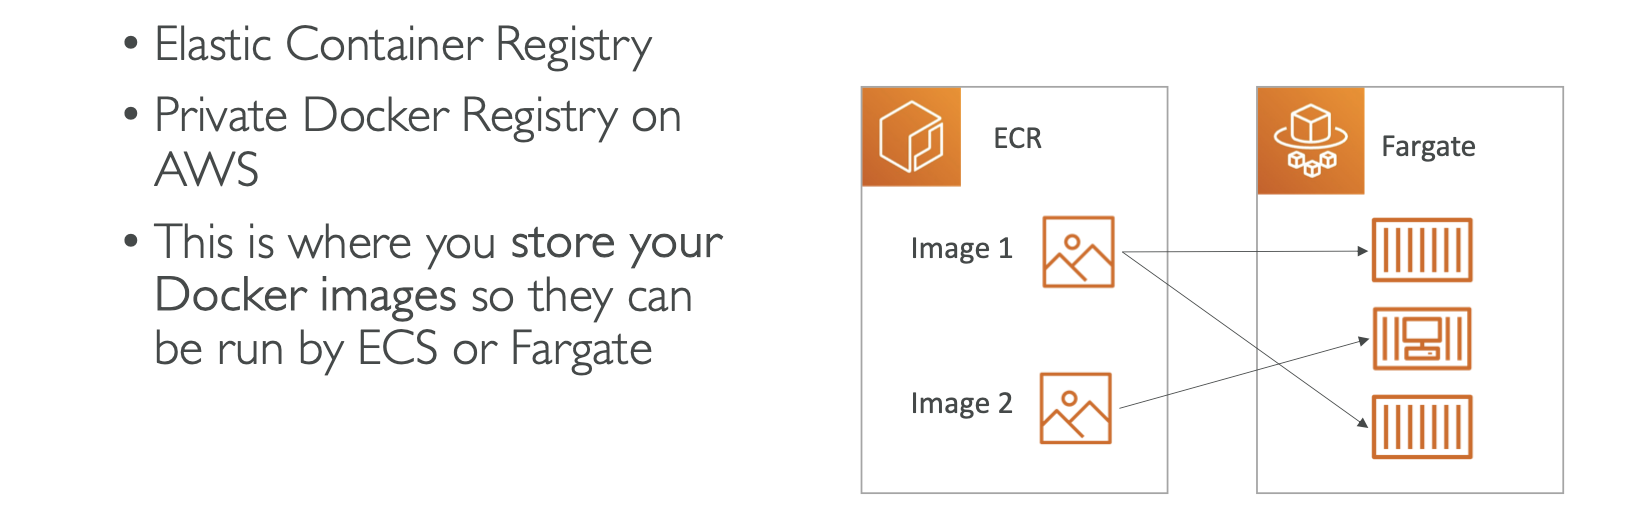 • Elastic Container Registry
• Private Docker Registry on
AWS
• This is where you store your
Docker images so they can
be run by ECS or Fargate
ECR
Image 1
Image 2
Fargate